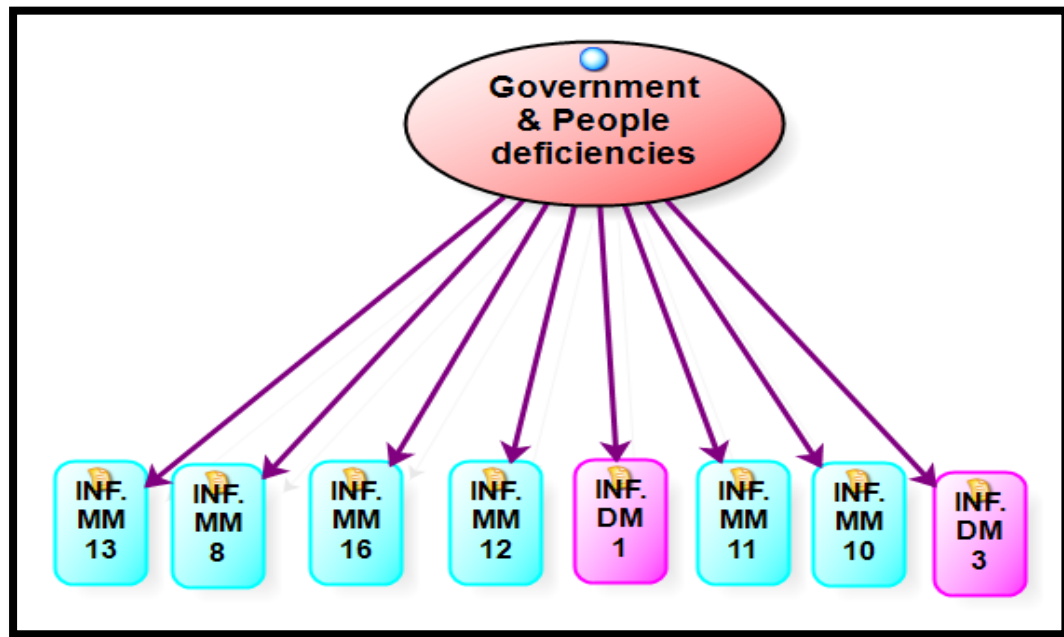 Government
& People
deficiencies
INF.
MM
13
INF.
MM
8
INF.
MM
16
INF.
MM
12
INF.
DM
1
INF.
MM
11
INF.
MM
10
INF.
DM
3